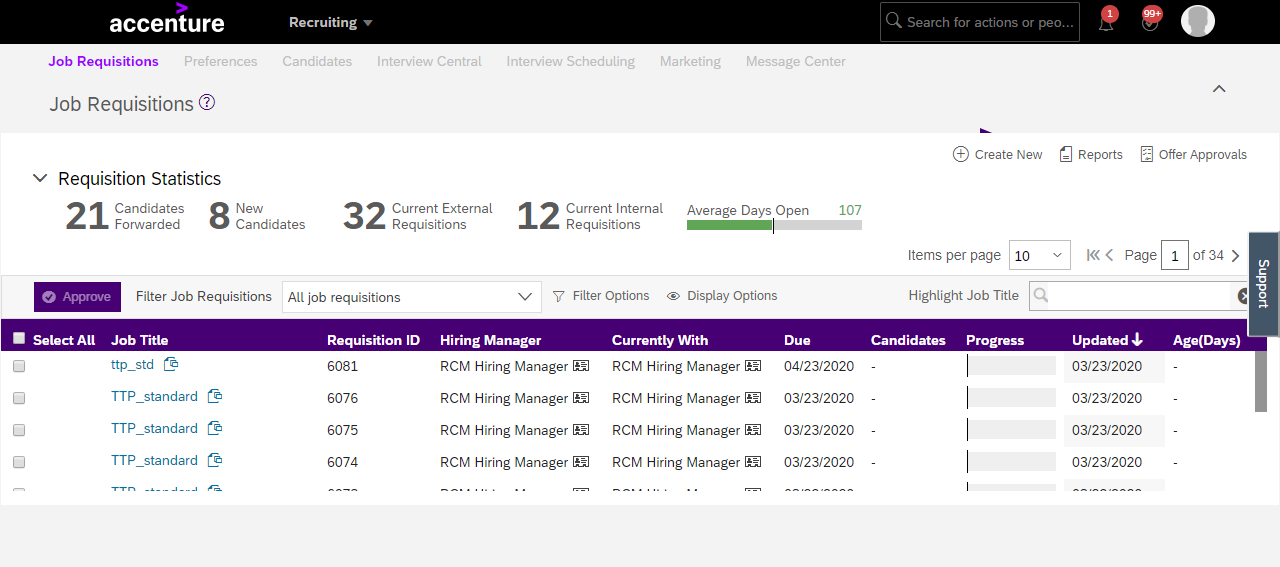 accenture
Recruiting
Search for actions or peo...
1
99+
Job Requisitions Preferences Candidates Interview Central Interview Scheduling Marketing Message Center
Job Requisitions ?
Create New Reports Offer Approvals
Requisition Statistics
21 Candidates Forwarded
8 New Candidates
32 Current External Requisitions
12 Current Internal Requisitions
Average Days Open 107
Items per page 10 Page 1 of 34
Support
Approve Filter Job Requisitions All job requisitions Filter Options Display Options Highlight Job Title
Select All Job Title Requisition ID Hiring Manager Currently With Due Candidates Progress Updated Age(Days)
ttp_std 6081 RCM Hiring Manager RCM Hiring Manager 04/23/2020 - 03/23/2020 -
TTP_standard 6076 RCM Hiring Manager RCM Hiring Manager 03/23/2020 - 03/23/2020 -
TTP_standard 6075 RCM Hiring Manager RCM Hiring Manager 03/23/2020 - 03/23/2020 -
TTP_standard 6074 RCM Hiring Manager RCM Hiring Manager 03/23/2020 - 03/23/2020 -